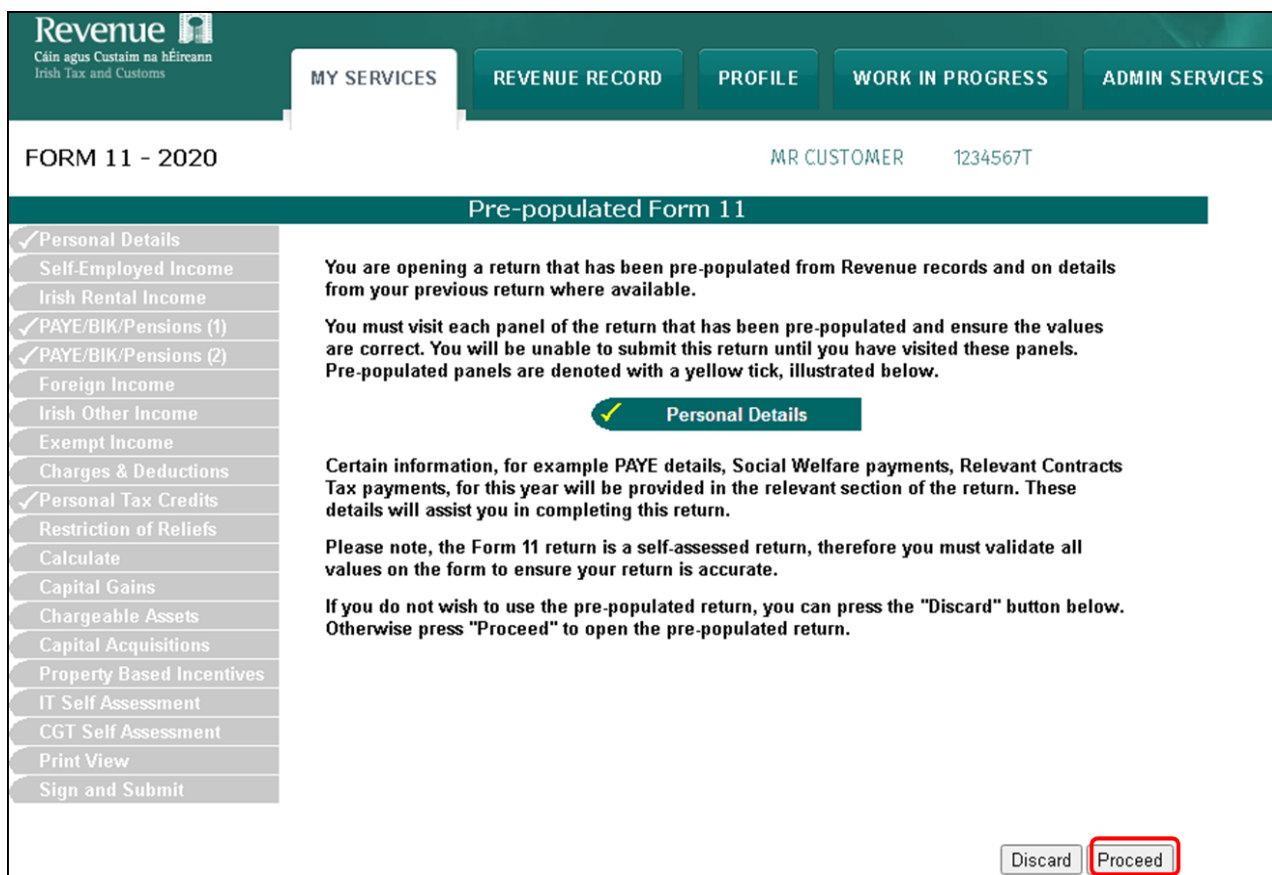 Revenue
Cáin agus Custaim na hÉireann
Irish Tax and Customs
MY SERVICES
REVENUE RECORD
PROFILE
WORK IN PROGRESS
ADMIN SERVICES
FORM 11 - 2020
MR CUSTOMER 1234567T
Pre-populated Form 11
Personal Details
Self-Employed Income
Irish Rental Income
PAYE/BIK/Pensions (1)
PAYE/BIK/Pensions (2)
Foreign Income
Irish Other Income
Exempt Income
Charges & Deductions
Personal Tax Credits
Restriction of Reliefs
Calculate
Capital Gains
Chargeable Assets
Capital Acquisitions
Property Based Incentives
IT Self Assessment
CGT Self Assessment
Print View
Sign and Submit
You are opening a return that has been pre-populated from Revenue records and on details
from your previous return where available.
You must visit each panel of the return that has been pre-populated and ensure the values
are correct. You will be unable to submit this return until you have visited these panels.
Pre-populated panels are denoted with a yellow tick, illustrated below.
Personal Details
Certain information, for example PAYE details, Social Welfare payments, Relevant Contracts
Tax payments, for this year will be provided in the relevant section of the return. These
details will assist you in completing this return.
Please note, the Form 11 return is a self-assessed return, therefore you must validate all
values on the form to ensure your return is accurate.
If you do not wish to use the pre-populated return, you can press the "Discard" button below.
Otherwise press "Proceed" to open the pre-populated return.
Discard
Proceed